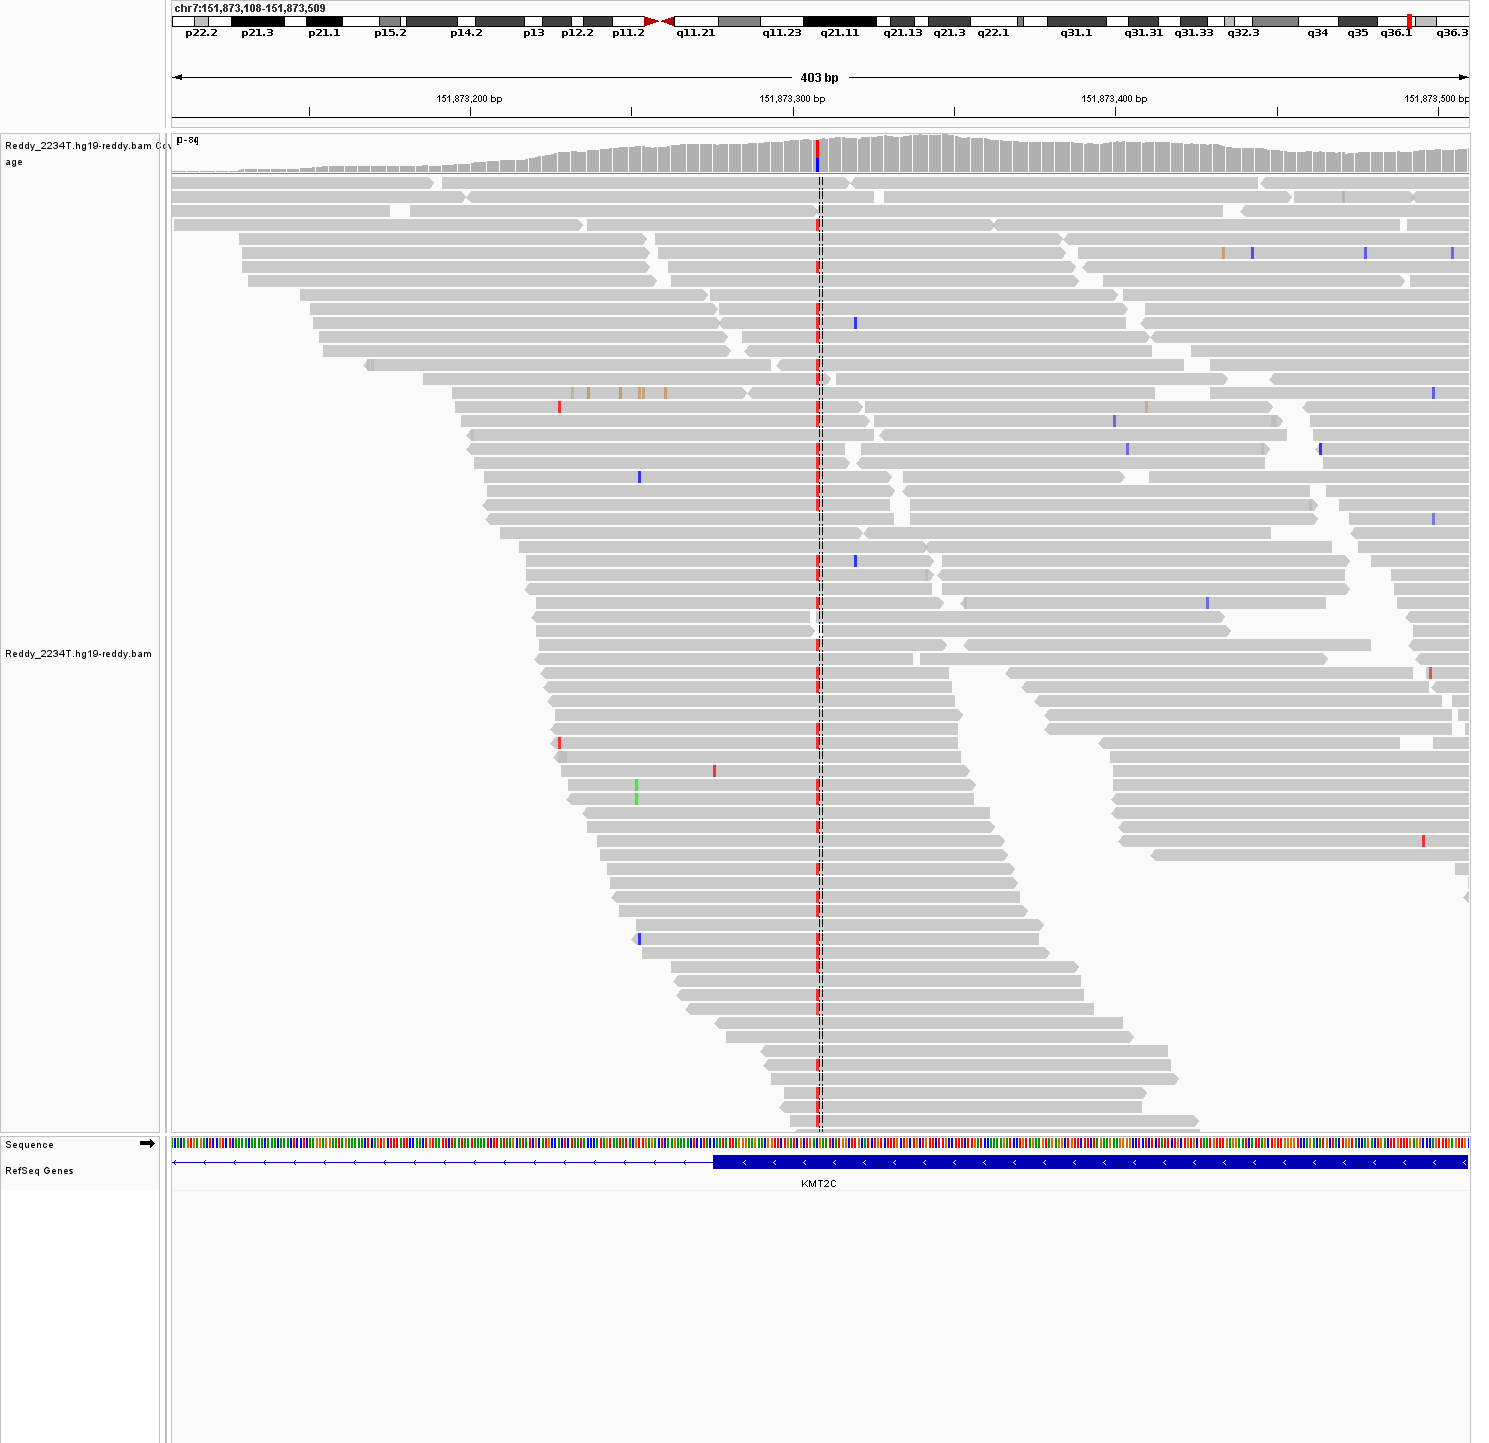 chr7:151,873,108-151,873,509
p22.2 p21.3 p21.1 p15.2 p14.2 p13 p12.2 p11.2 q11.21 q11.23 q21.11 q21.13 q21.3 q22.1 q31.1 q31.31 q31.33 q32.3 q34 q35 q36.1 q36.3
403 bp
151,873,200 bp 151,873,300 bp 151,873,400 bp 151,873,500 bp
Reddy_2234T.hg19-reddy.bam
age
Reddy_2234T.hg19-reddy.bam
Sequence
RefSeq Genes
KMT2C